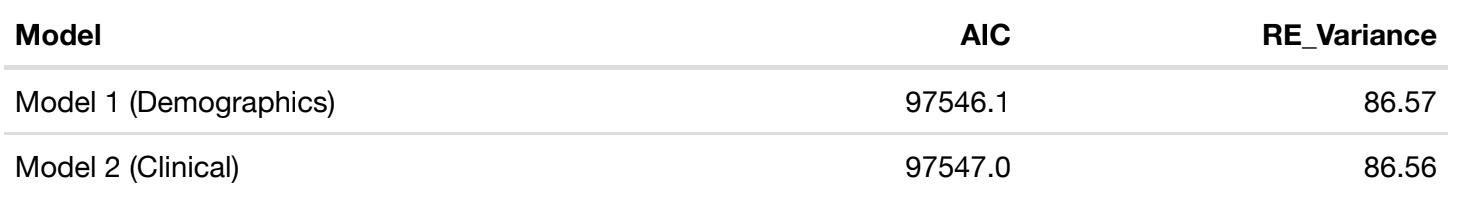 Model AIC RE_Variance
Model 1 (Demographics) 97546.1 86.57
Model 2 (Clinical) 97547.0 86.56